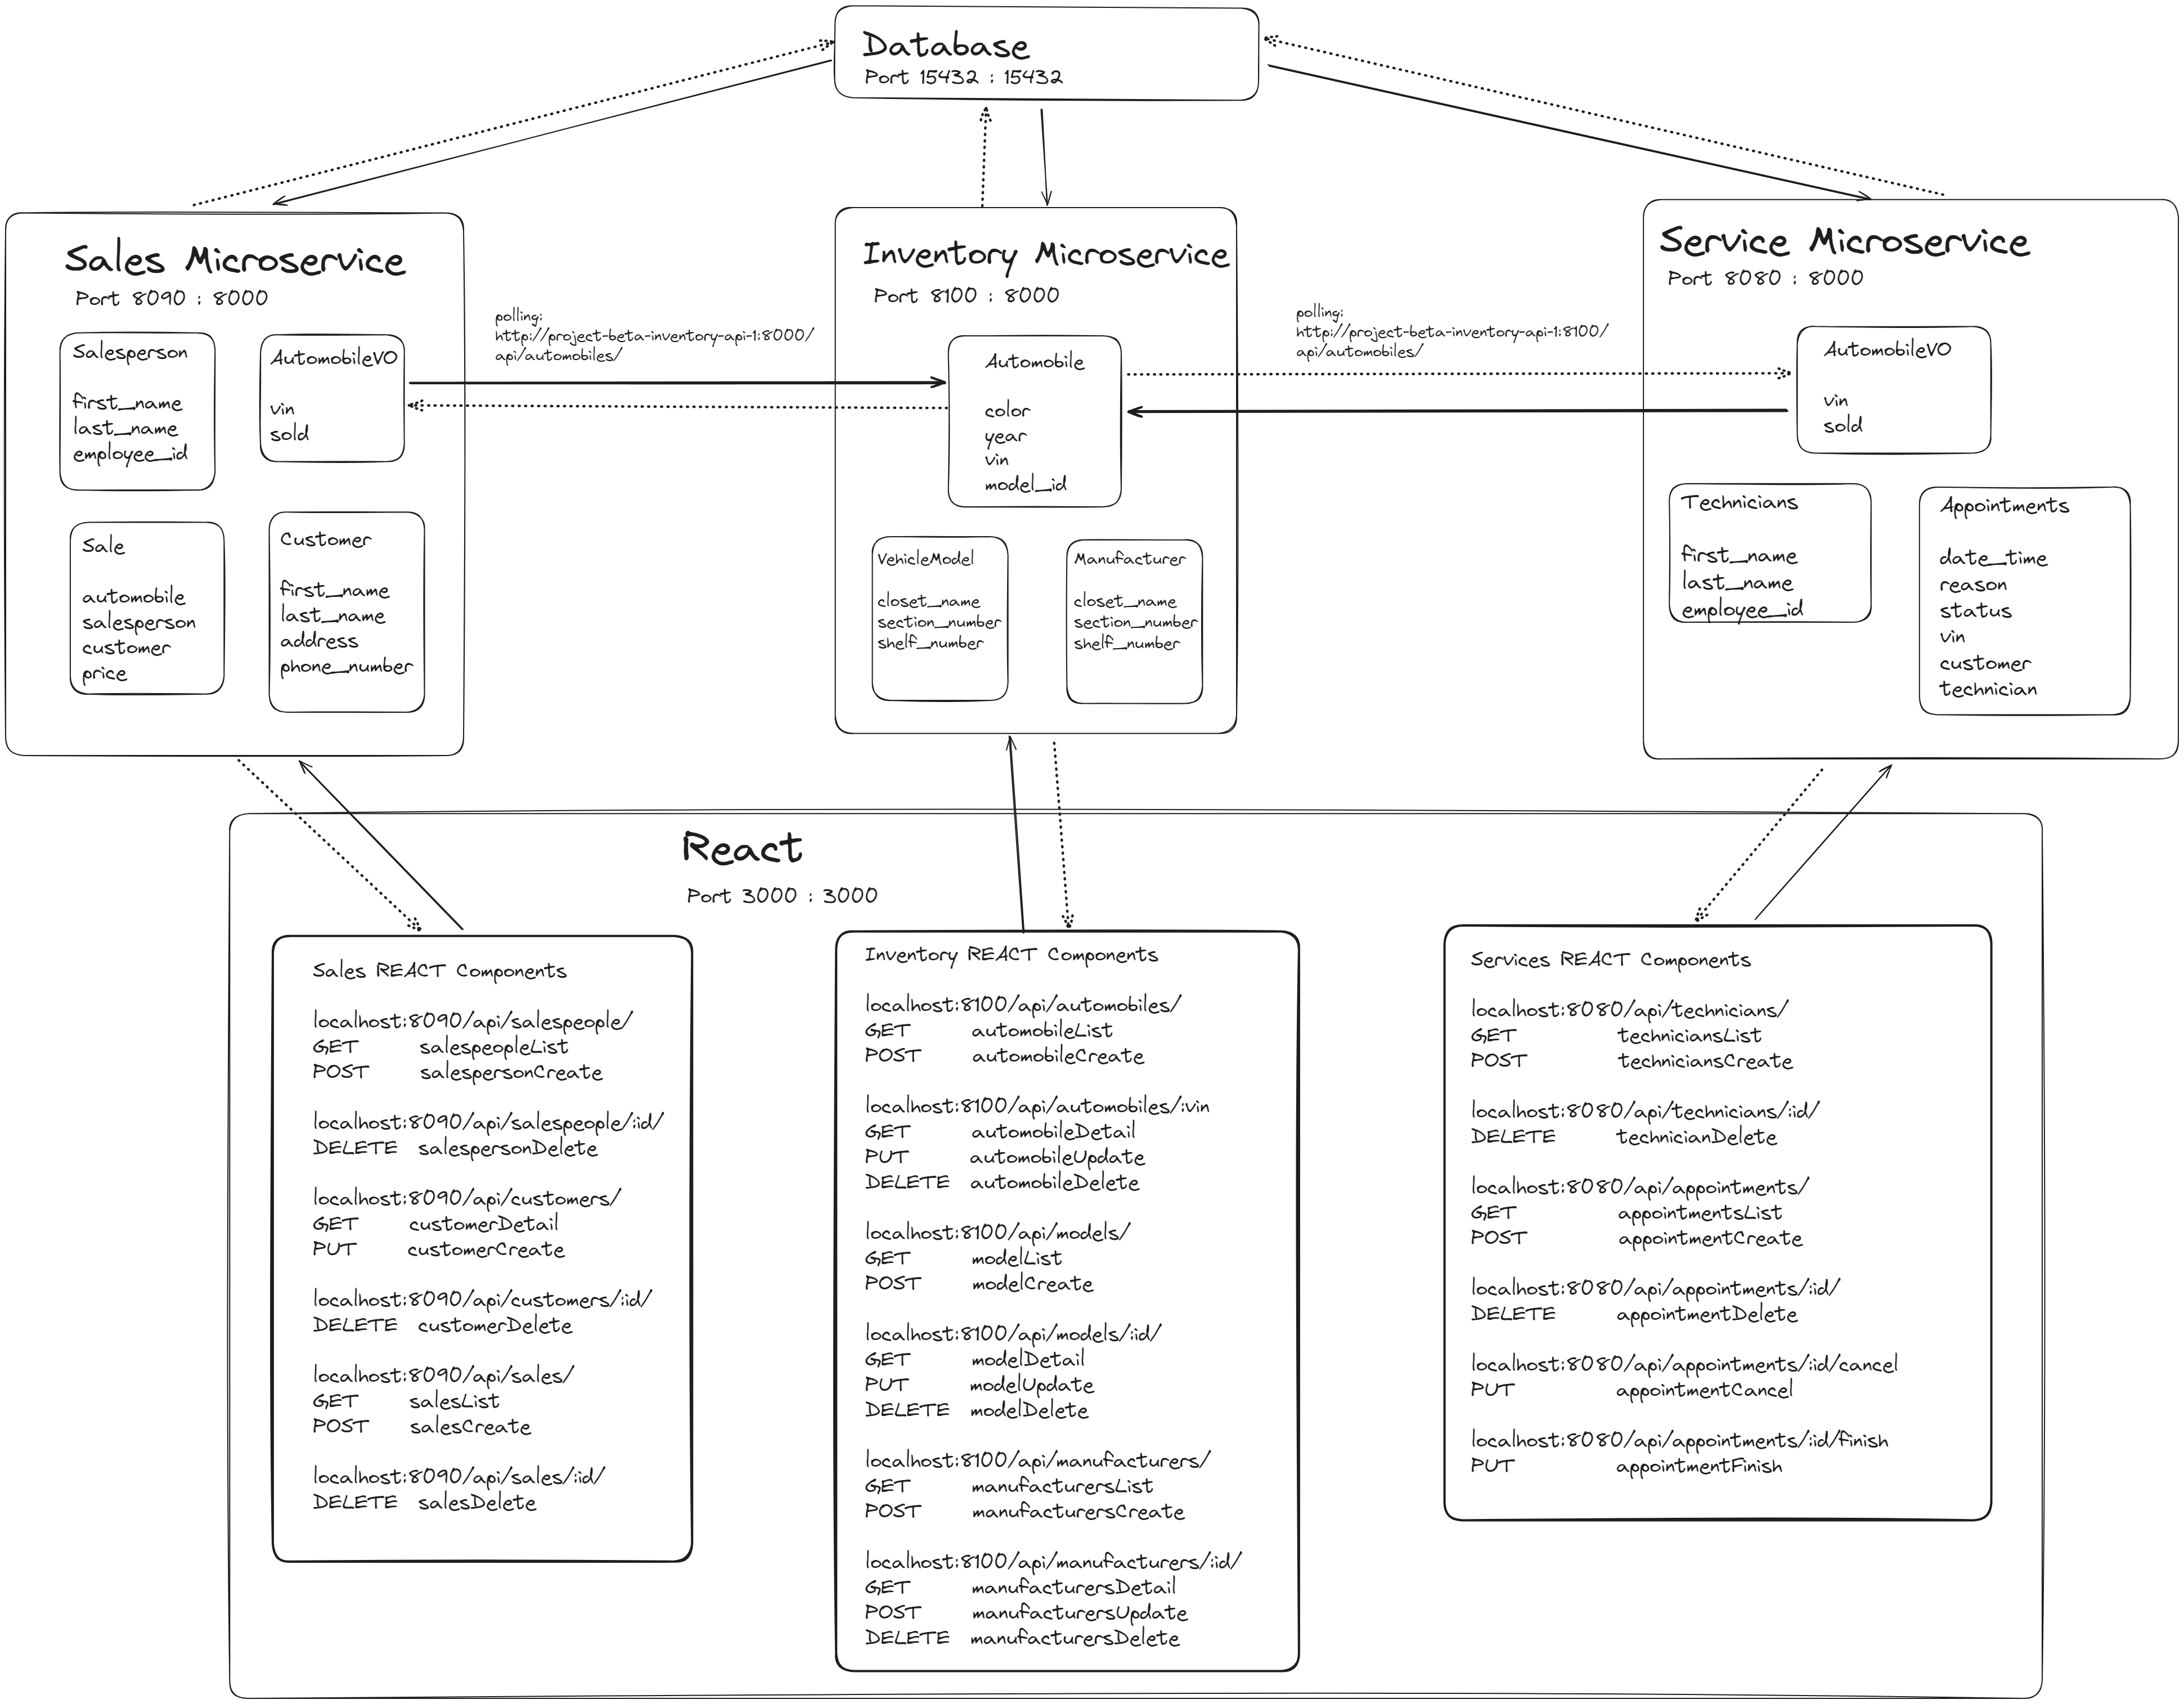 Database
Port 15432 : 15432
Sales Microservice
Port 8090 : 8000
Salesperson
first_name
last_name
employee_id
AutomobileVO
vin
sold
Sale
automobile
salesperson
customer
price
Customer
first_name
last_name
address
phone_number
polling:
http://project-beta-inventory-api-1:8000/
api/automobiles/
Inventory Microservice
Port 8100 : 8000
Automobile
color
year
vin
model_id
VehicleModel
closet_name
section_number
shelf_number
Manufacturer
closet_name
section_number
shelf_number
polling:
http://project-beta-inventory-api-1:8100/
api/automobiles/
Service Microservice
Port 8080 : 8000
AutomobileVO
vin
sold
Technicians
first_name
last_name
employee_id
Appointments
date_time
reason
status
vin
customer
technician
React
Port 3000 : 3000
Sales REACT Components
localhost:8090/api/salespeople/
GET salespeopleList
POST salespersonCreate
localhost:8090/api/salespeople/:id/
DELETE salespersonDelete
localhost:8090/api/customers/
GET customerDetail
PUT customerCreate
localhost:8090/api/customers/:id/
DELETE customerDelete
localhost:8090/api/sales/
GET salesList
POST salesCreate
localhost:8090/api/sales/:id/
DELETE salesDelete
Inventory REACT Components
localhost:8100/api/automobiles/
GET automobileList
POST automobileCreate
localhost:8100/api/automobiles/:vin
GET automobileDetail
PUT automobileUpdate
DELETE automobileDelete
localhost:8100/api/models/
GET modelList
POST modelCreate
localhost:8100/api/models/:id/
GET modelDetail
PUT modelUpdate
DELETE modelDelete
localhost:8100/api/manufacturers/
GET manufacturersList
POST manufacturersCreate
localhost:8100/api/manufacturers/:id/
GET manufacturersDetail
POST manufacturersUpdate
DELETE manufacturersDelete
Services REACT Components
localhost:8080/api/technicians/
GET techniciansList
POST techniciansCreate
localhost:8080/api/technicians/:id/
DELETE technicianDelete
localhost:8080/api/appointments/
GET appointmentsList
POST appointmentCreate
localhost:8080/api/appointments/:id/
DELETE appointmentDelete
localhost:8080/api/appointments/:id/cancel
PUT appointmentCancel
localhost:8080/api/appointments/:id/finish
PUT appointmentFinish